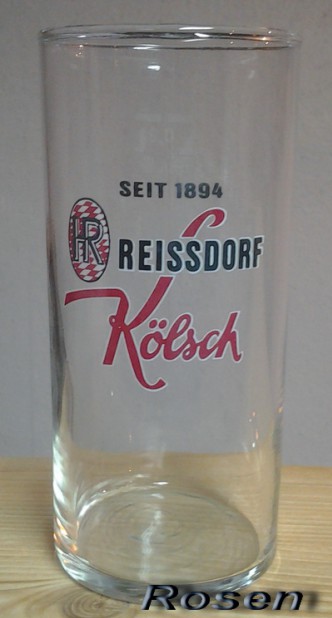 SEIT 1894
HR
REISSDORF
Kölsch
Rosen